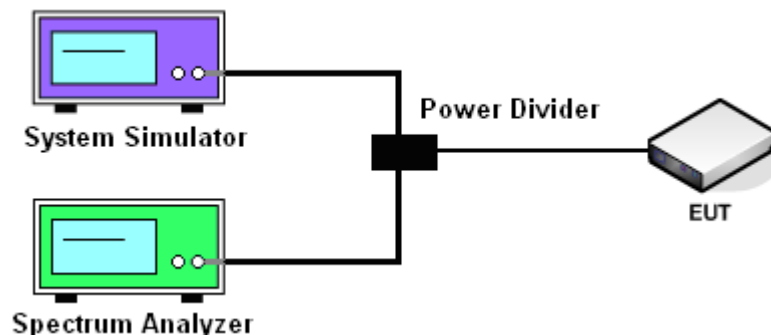 System Simulator
Power Divider
EUT
Spectrum Analyzer